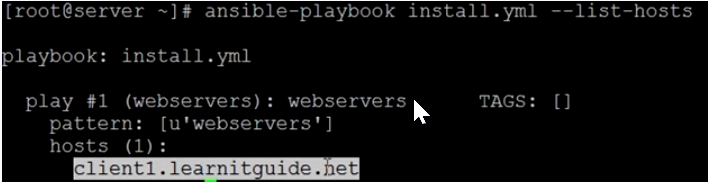 [root@server ~]# ansible-playbook install.yml --list-hosts
playbook: install.yml
play #1 (webservers): webservers TAGS: []
pattern: [u'webservers']
hosts (1):
client1.learnitguide.net